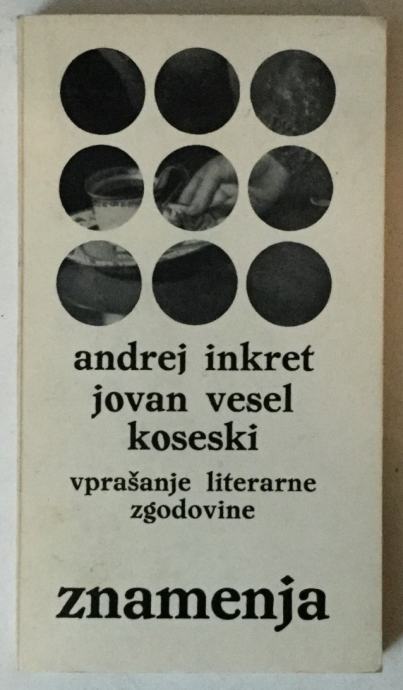 andrej inkret
jovan vesel
koseski
vprašanje literarne
zgodovine
znamenja